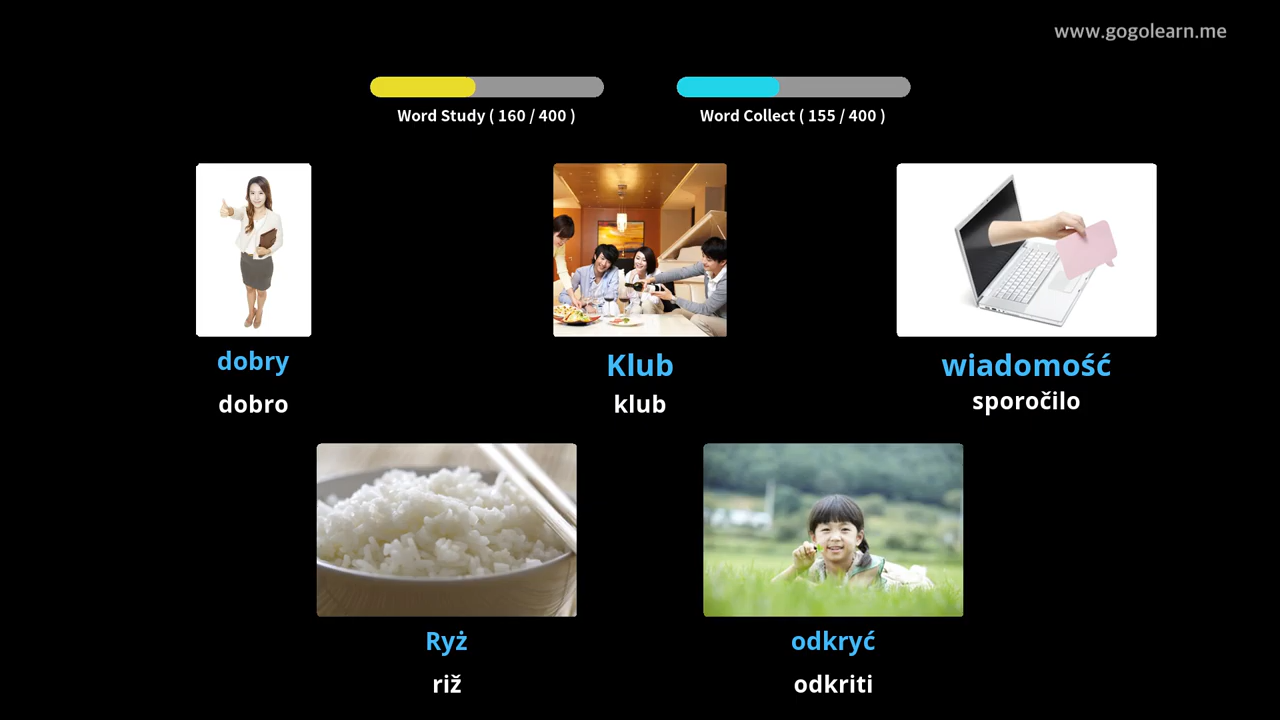 www.gogolearn.me
Word Study ( 160 / 400 )
Word Collect ( 155 / 400 )
dobry
dobro
Klub
klub
wiadomość
sporočilo
Ryż
riž
odkryć
odkriti